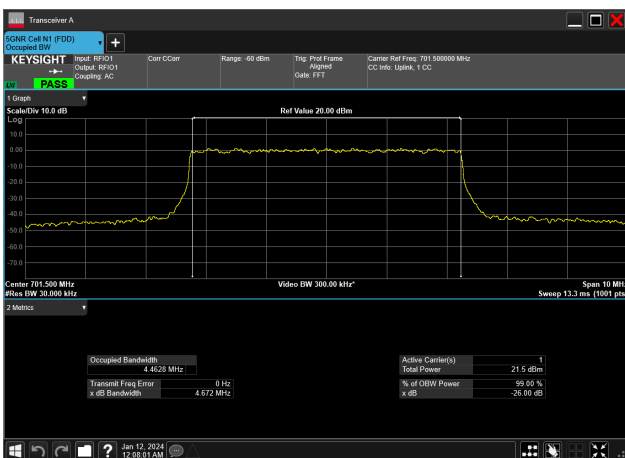 Transceiver A
5GNR Cell N1 (FDD)
Occupied BW
KEYSIGHT Input: RFIO1 Corr CCorr Range: -60 dBm Trig: Prot Frame Carrier Ref Freq: 701.500000 MHz
Output: RFIO1 Aligned CC Info: Uplink, 1 CC
Coupling: AC Gate: FFT
PASS
1 Graph
Scale/Div 10.0 dB Ref Value 20.00 dBm
Log
10.0
0.00
-10.0
-20.0
-30.0
-40.0
-50.0
-60.0
-70.0
Center 701.500 MHz Video BW 300.00 kHz* Span 10 MHz
#Res BW 30.000 kHz Sweep 13.3 ms (1001 pts
2 Metrics
Occupied Bandwidth Active Carrier(s) 1
4.4628 MHz Total Power 21.5 dBm
Transmit Freq Error 0 Hz % of OBW Power 99.00 %
x dB Bandwidth 4.672 MHz x dB -26.00 dB
Jan 12, 2024
12:08:01 AM